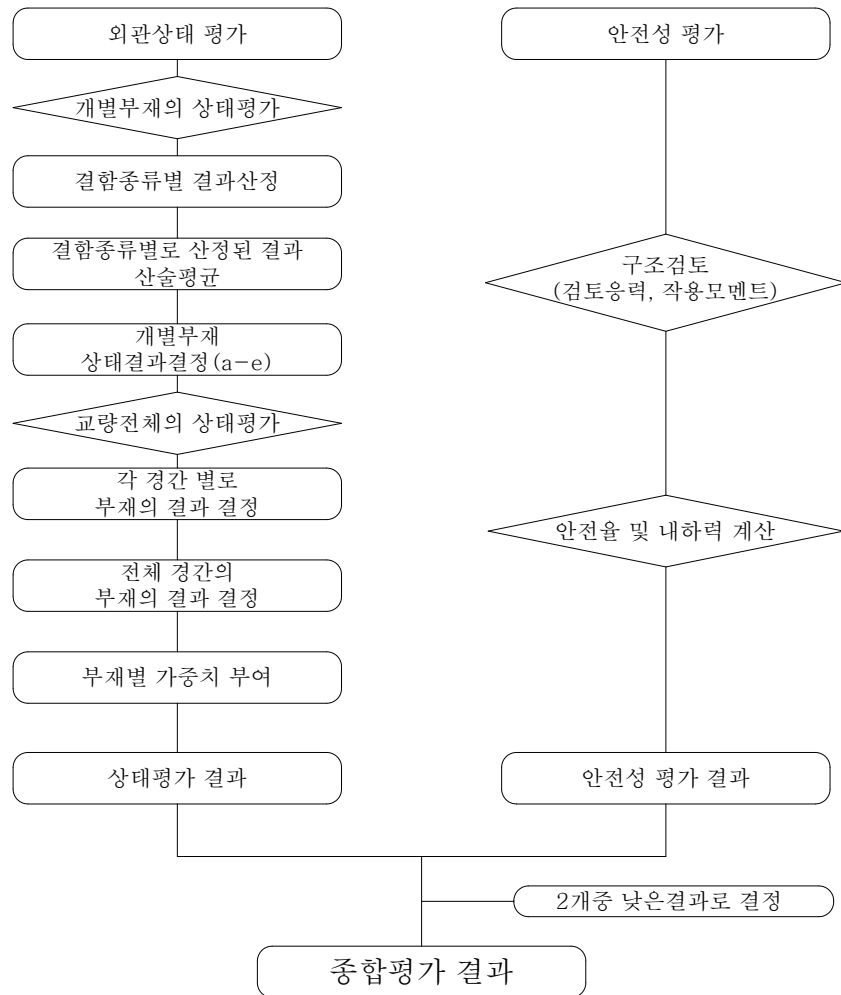 외관상태 평가
개별부재의 상태평가
결함종류별 결과산정
결함종류별로 산정된 결과
산술평균
개별부재
상태결과결정(a-e)
교량전체의 상태평가
각 경간 별로
부재의 결과 결정
전체 경간의
부재의 결과 결정
부재별 가중치 부여
상태평가 결과
안전성 평가
구조검토
(검토응력, 작용모멘트)
안전율 및 내하력 계산
안전성 평가 결과
2개중 낮은결과로 결정
종합평가 결과